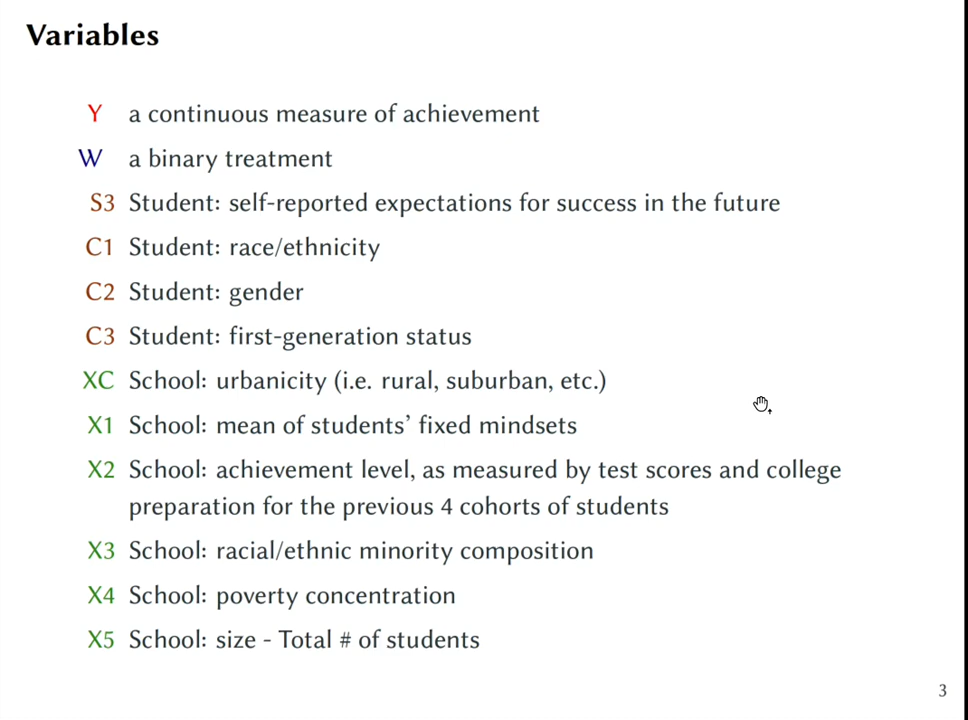 Variables
Y a continuous measure of achievement
W a binary treatment
S3 Student: self-reported expectations for success in the future
C1 Student: race/ethnicity
C2 Student: gender
C3 Student: first-generation status
XC School: urbanicity (i.e. rural, suburban, etc.)
X1 School: mean of students’ fixed mindsets
X2 School: achievement level, as measured by test scores and college
preparation for the previous 4 cohorts of students
X3 School: racial/ethnic minority composition
X4 School: poverty concentration
X5 School: size - Total # of students
3